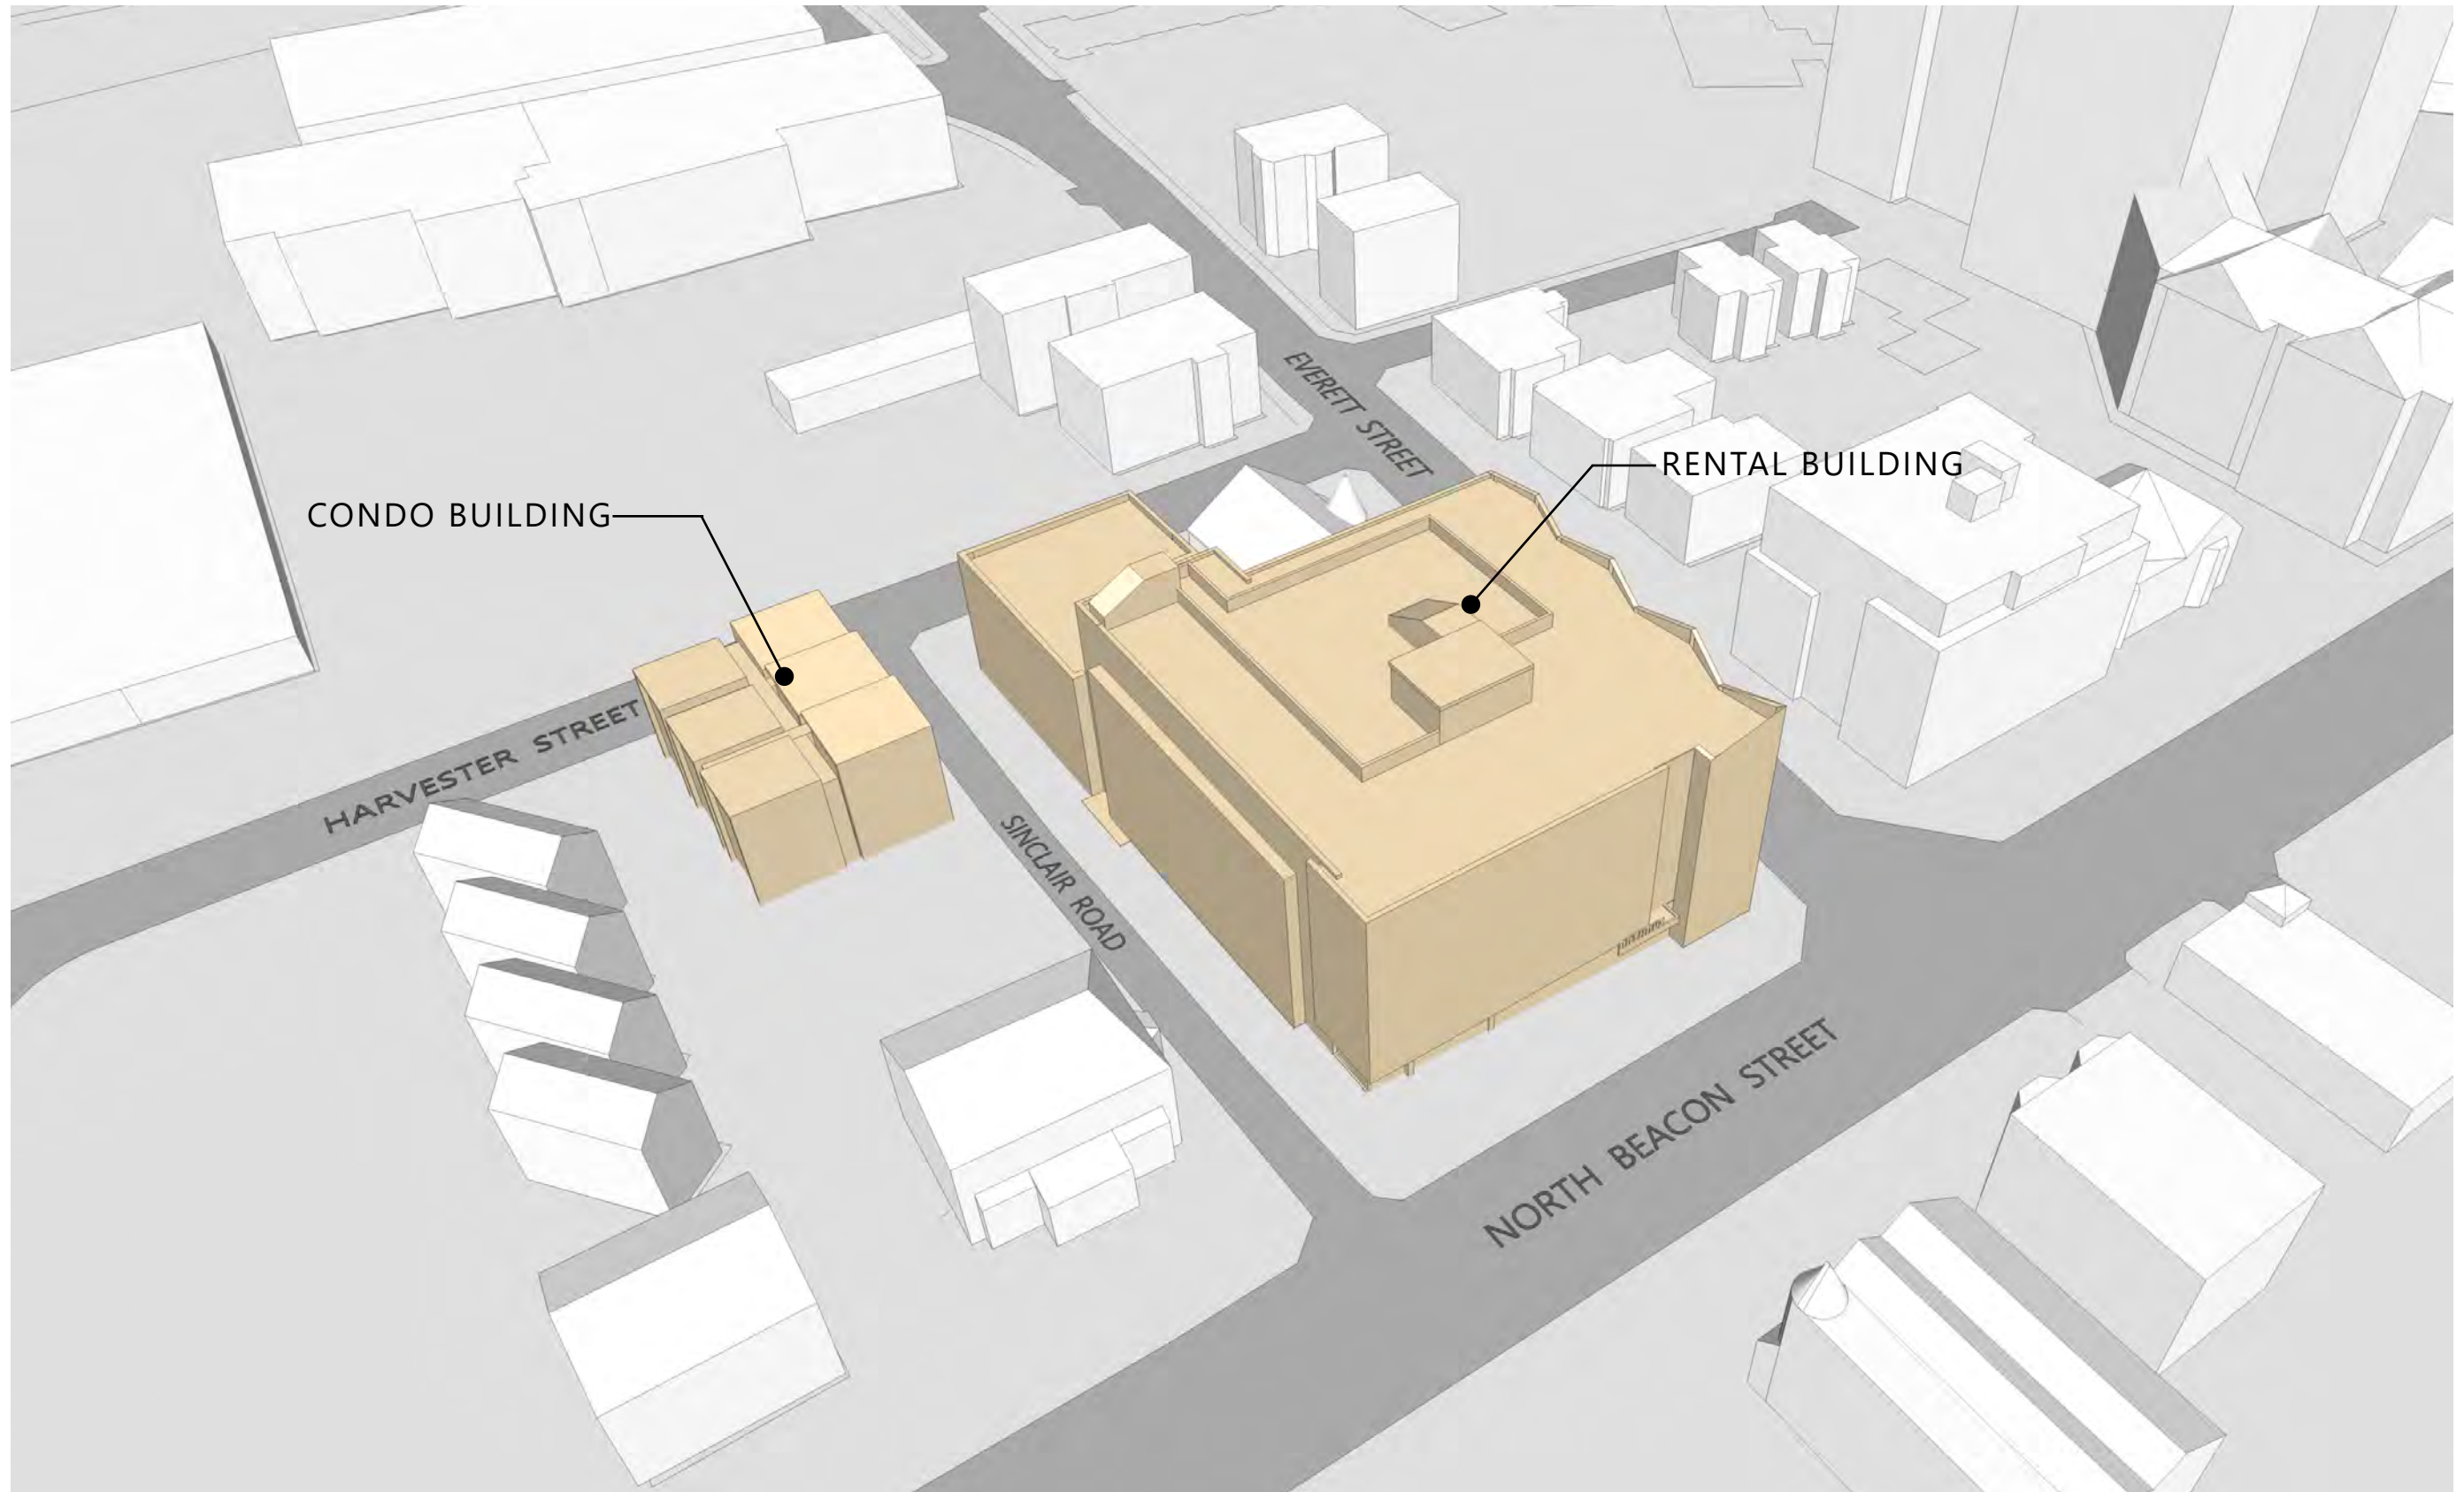 EVERETT STREET
RENTAL BUILDING
CONDO BUILDING
HARVESTER STREET
SINCLAIR ROAD
NORTH BEACON STREET